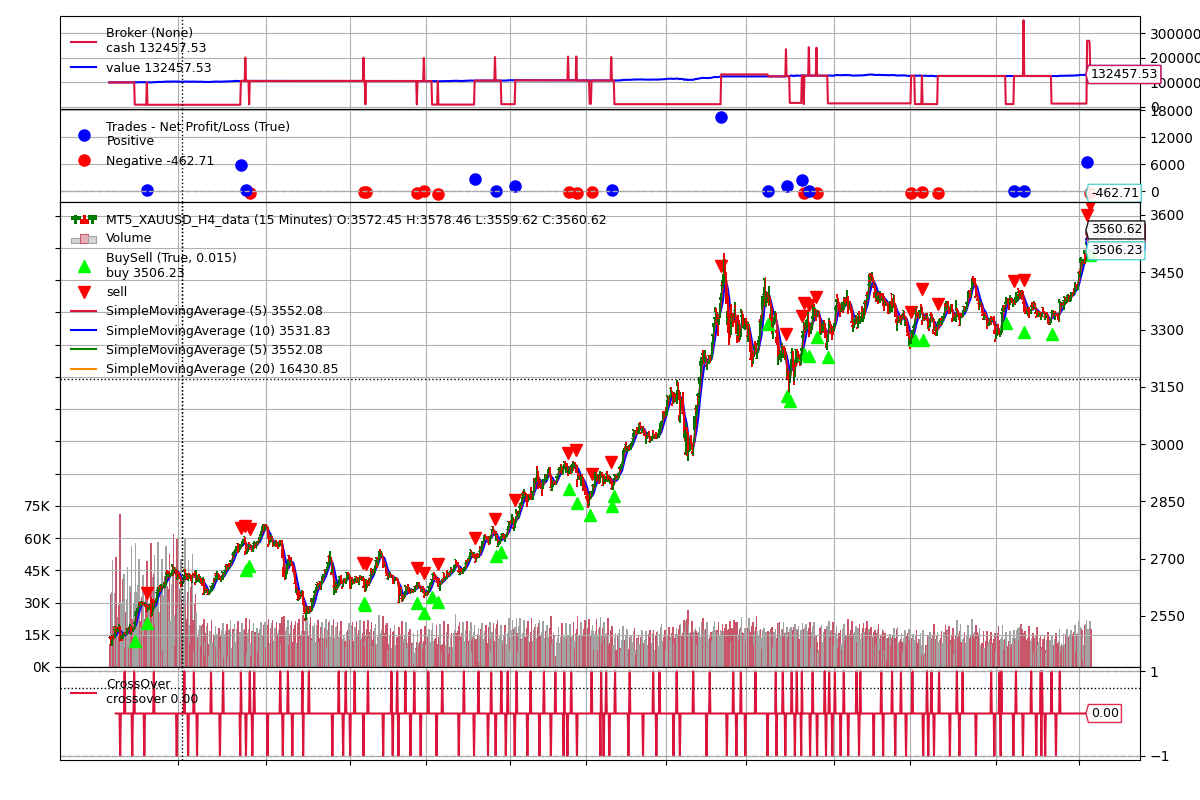 Broker (None)
cash 132457.53
value 132457.53
300000
200000
132457.53
100000
0
Trades - Net Profit/Loss (True)
Positive
Negative -462.71
18000
12000
6000
0
-462.71
MT5_XAUUSD_H4_data (15 Minutes) O:3572.45 H:3578.46 L:3559.62 C:3560.62
Volume
BuySell (True, 0.015)
buy 3506.23
sell
SimpleMovingAverage (5) 3552.08
SimpleMovingAverage (10) 3531.83
SimpleMovingAverage (5) 3552.08
SimpleMovingAverage (20) 16430.85
3600
3560.62
3506.23
3450
3300
3150
3000
2850
2700
2550
75K
60K
45K
30K
15K
0K
CrossOver
crossover 0.00
1
0.00
−1